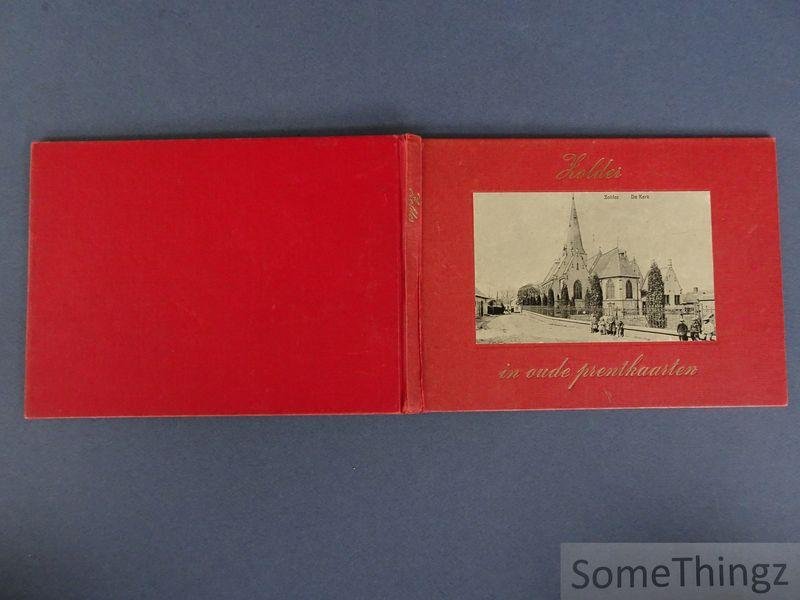 Zolder
Zolder
Zolder De Kerk
in oude prentkaarten
SomeThingz